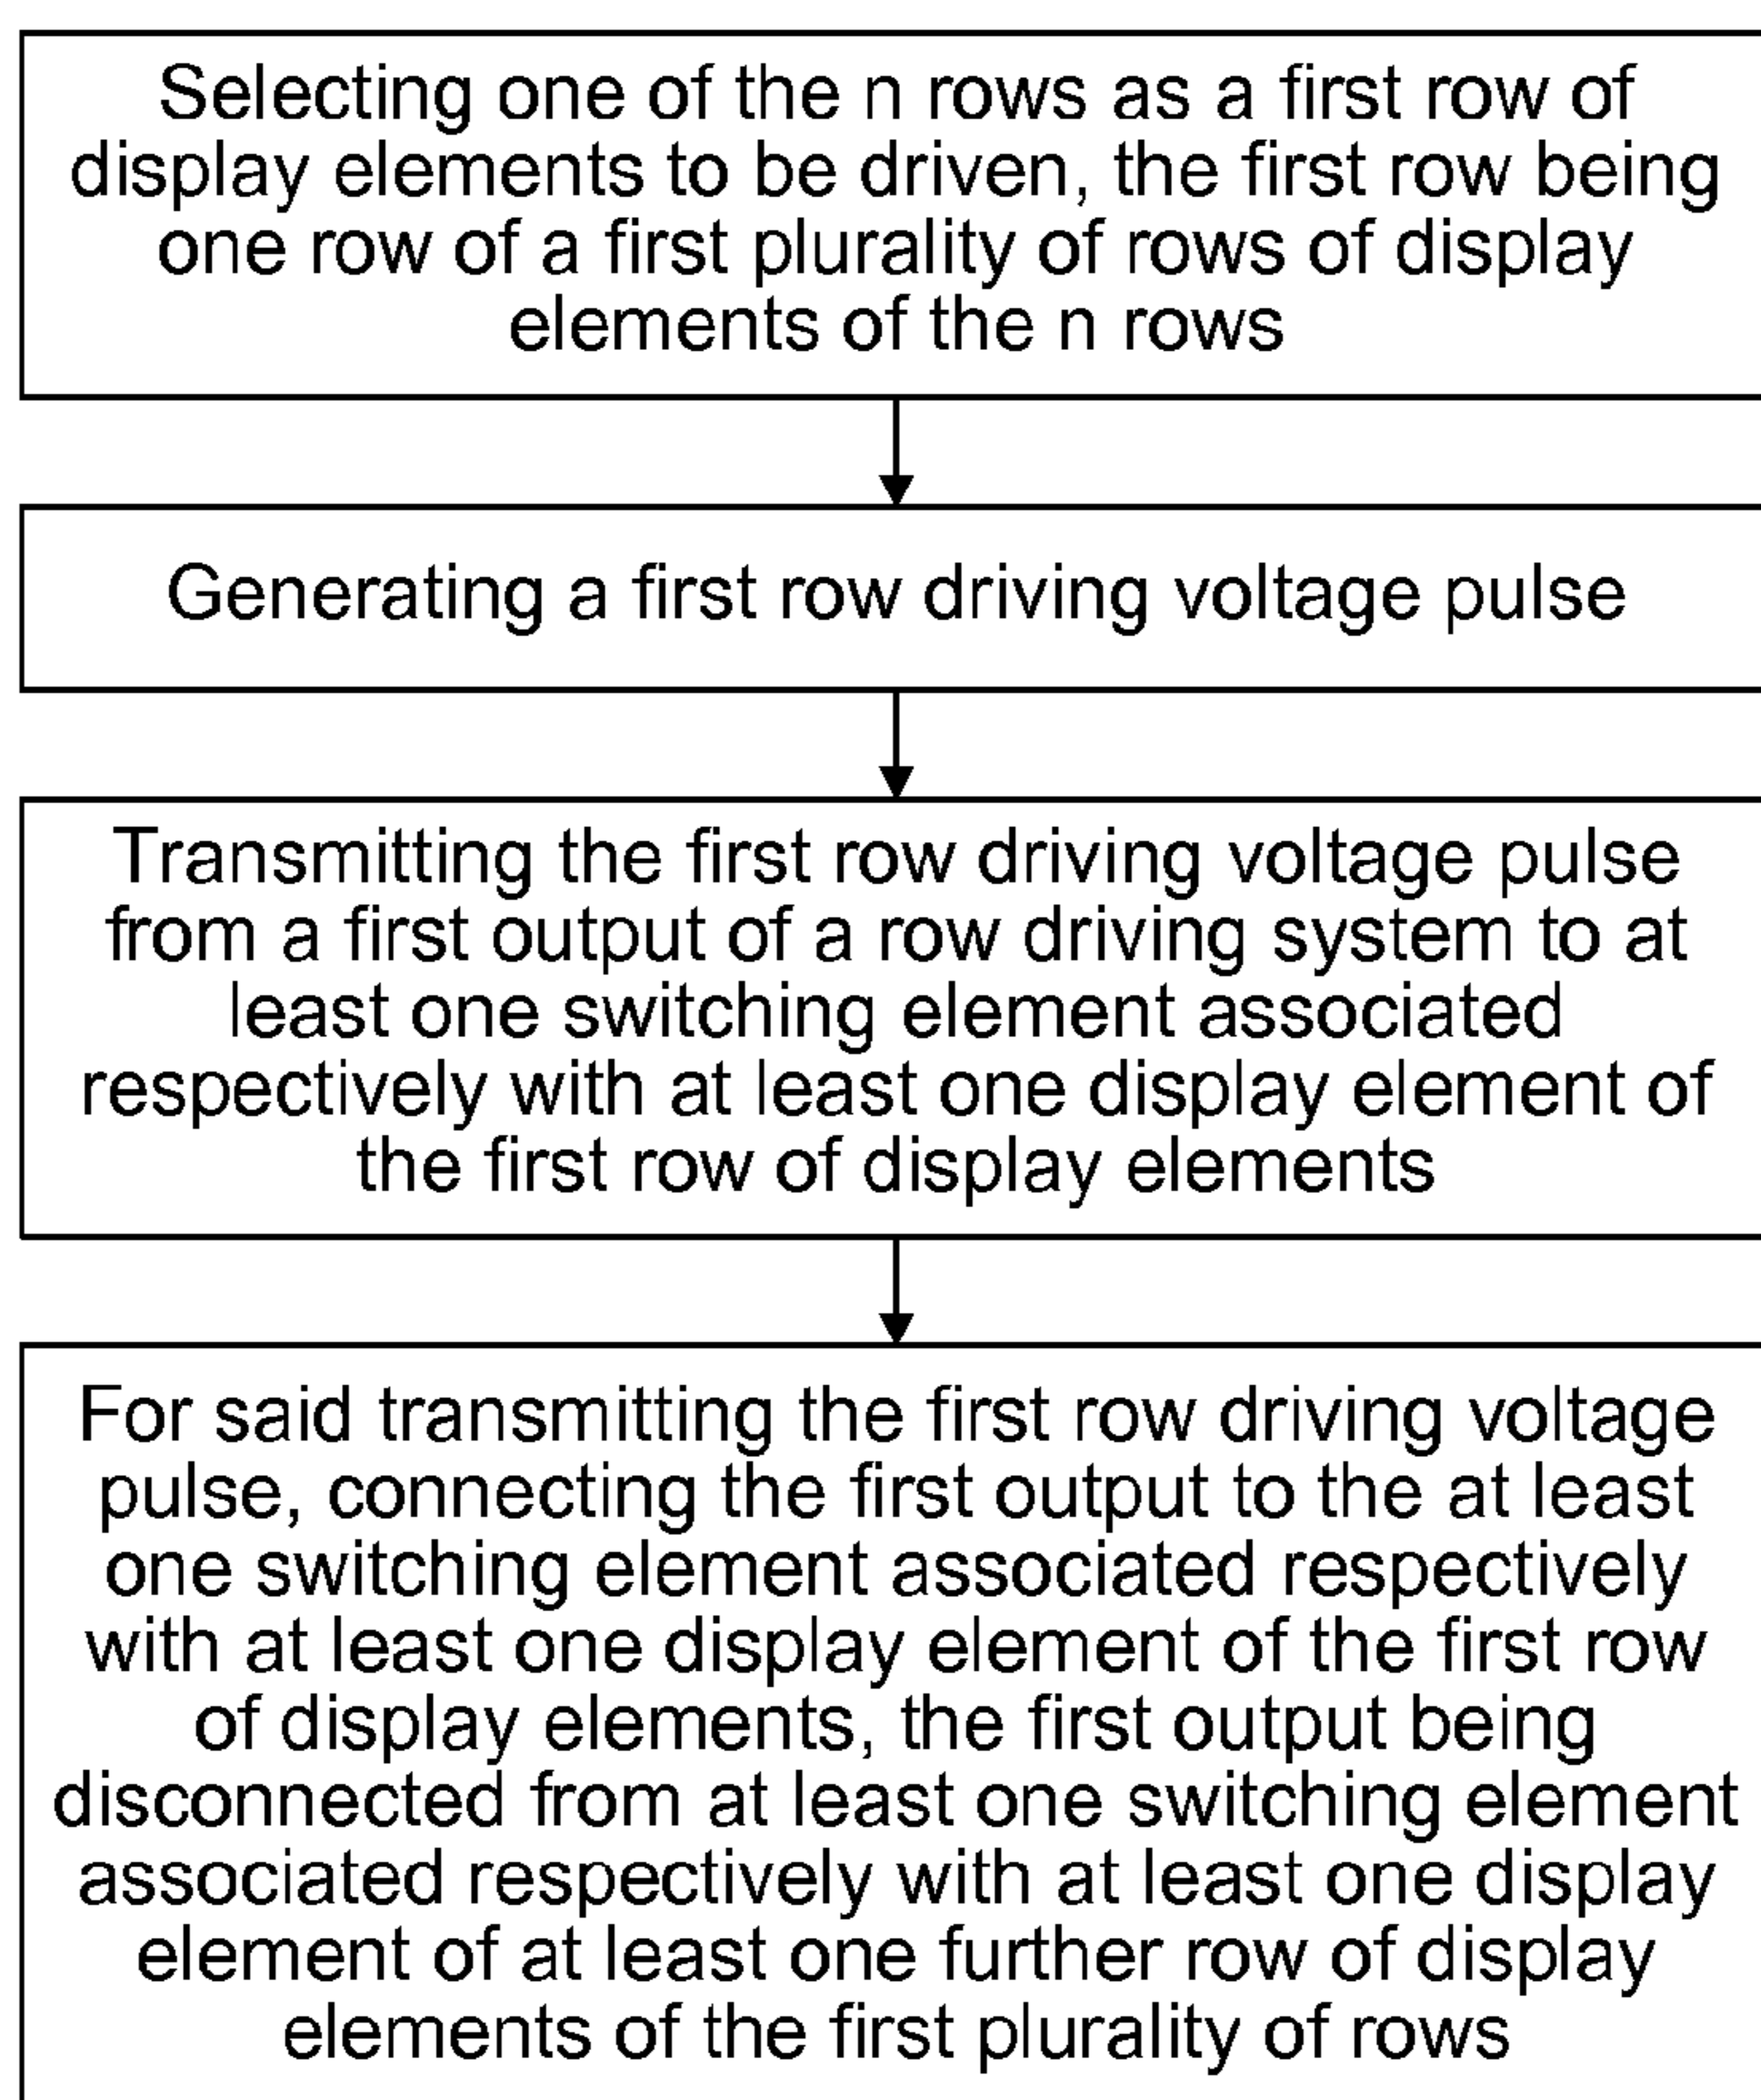 Selecting one of the n rows as a first row of
display elements to be driven, the first row being
one row of a first plurality of rows of display
elements of the n rows
Generating a first row driving voltage pulse
Transmitting the first row driving voltage pulse
from a first output of a row driving system to at
least one switching element associated
respectively with at least one display element of
the first row of display elements
For said transmitting the first row driving voltage
pulse, connecting the first output to the at least
one switching element associated respectively
with at least one display element of the first row
of display elements, the first output being
disconnected from at least one switching element
associated respectively with at least one display
element of at least one further row of display
elements of the first plurality of rows